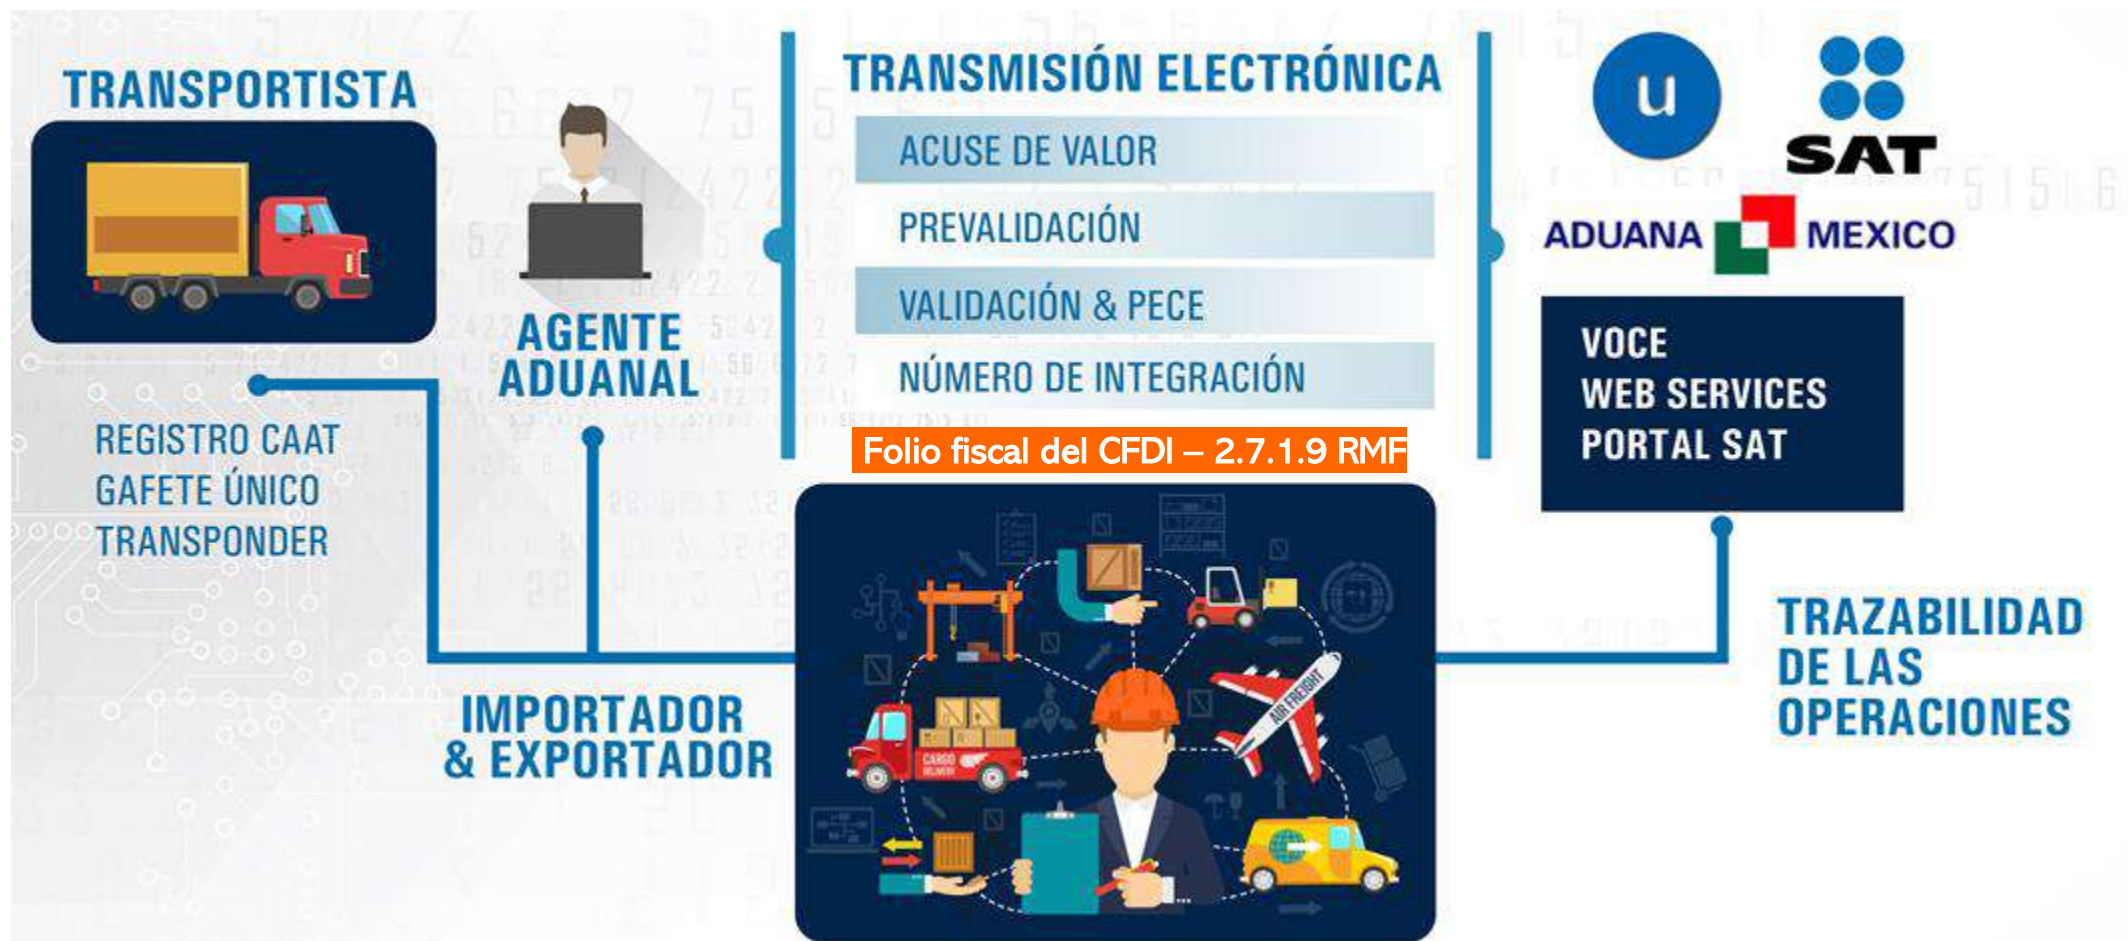 TRANSPORTISTA
REGISTRO CAAT
GAFETE ÚNICO
TRANSPONDER
AGENTE
ADUANAL
IMPORTADOR
& EXPORTADOR
TRANSMISIÓN ELECTRÓNICA
ACUSE DE VALOR
PREVALIDACIÓN
VALIDACIÓN & PECE
NÚMERO DE INTEGRACIÓN
Folio fiscal del CFDI – 2.7.1.9 RMF
AIR FREIGHT
CARGO
DELIVERY
u
SAT
ADUANA MEXICO
VOCE
WEB SERVICES
PORTAL SAT
TRAZABILIDAD
DE LAS
OPERACIONES